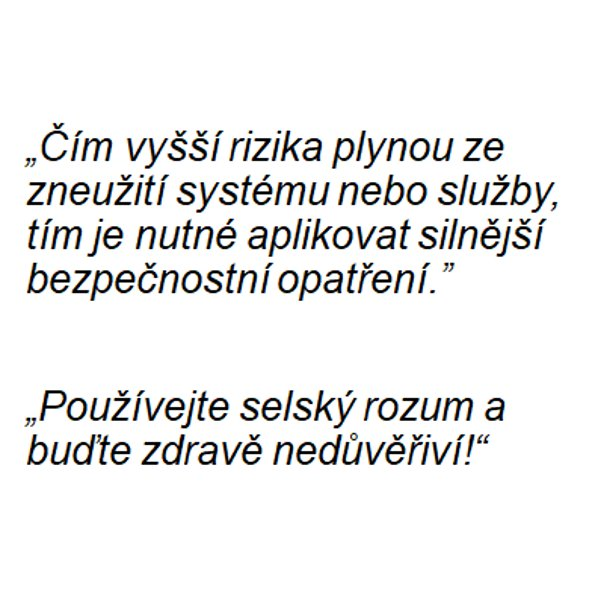 „Čím vyšší rizika plynou ze
zneužití systému nebo služby,
tím je nutné aplikovat silnější
bezpečnostní opatření.”
„Používejte selský rozum a
buďte zdravě nedůvěřiví!“